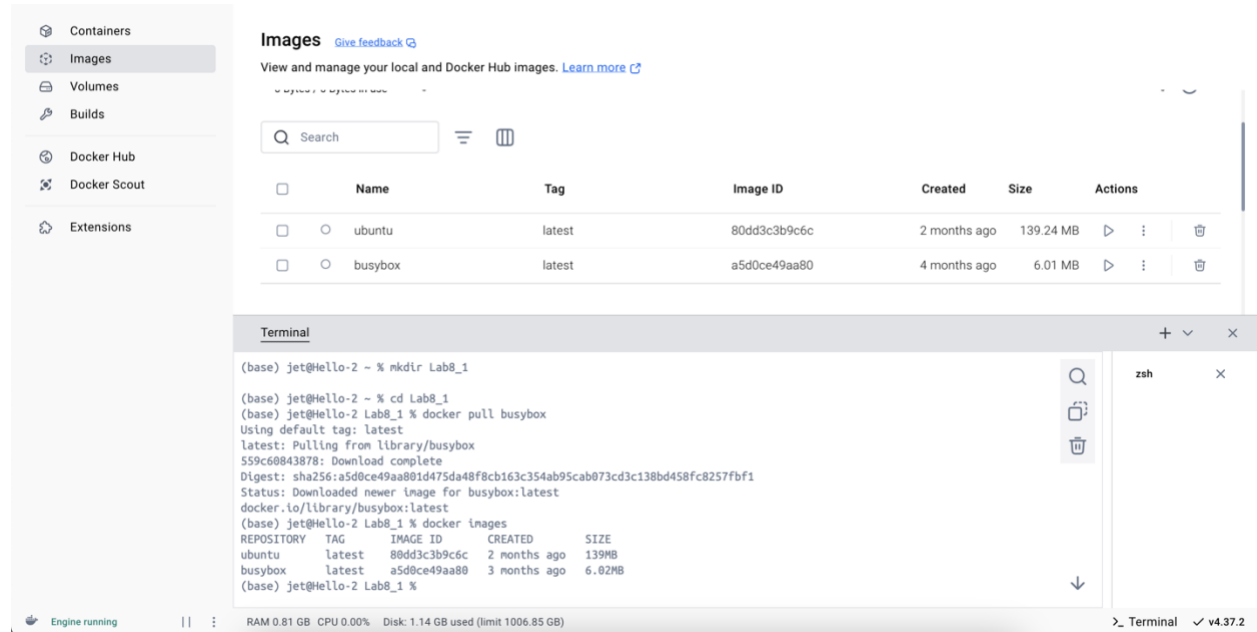 Containers
Images
Volumes
Builds
Docker Hub
Docker Scout
Extensions
Images Give feedback
View and manage your local and Docker Hub images. Learn more
Search
Name Tag Image ID Created Size Actions
ubuntu latest 80dd3c3b9c6c 2 months ago 139.24 MB
busybox latest a5d0ce49aa80 4 months ago 6.01 MB
Terminal
(base) jet@Hello-2 ~ % mkdir Lab8_1
(base) jet@Hello-2 ~ % cd Lab8_1
(base) jet@Hello-2 Lab8_1 % docker pull busybox
Using default tag: latest
latest: Pulling from library/busybox
559c60843878: Download complete
Digest: sha256:a5d0ce49aa801d475da48f8cb163c354ab95cab073cd3c138bd458fc8257fbf1
Status: Downloaded newer image for busybox:latest
docker.io/library/busybox:latest
(base) jet@Hello-2 Lab8_1 % docker images
REPOSITORY TAG IMAGE ID CREATED SIZE
ubuntu latest 80dd3c3b9c6c 2 months ago 139MB
busybox latest a5d0ce49aa80 3 months ago 6.02MB
(base) jet@Hello-2 Lab8_1 %
zsh
Engine running
RAM 0.81 GB CPU 0.00% Disk: 1.14 GB used (limit 1006.85 GB)
>_ Terminal ✓ v4.37.2